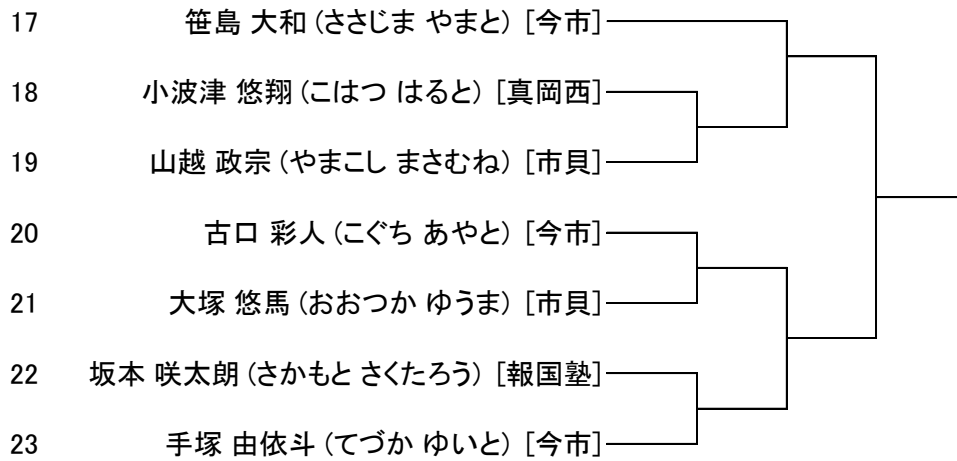 17 笹島 大和 (ささじま やまと) [今市]
18 小波津 悠翔 (こはつ はると) [真岡西]
19 山越 政宗 (やまこし まさむね) [市貝]
20 古口 彩人 (こぐち あやと) [今市]
21 大塚 悠馬 (おおつか ゆうま) [市貝]
22 坂本 咲太朗 (さかもと さくたろう) [報国塾]
23 手塚 由依斗 (てづか ゆいと) [今市]